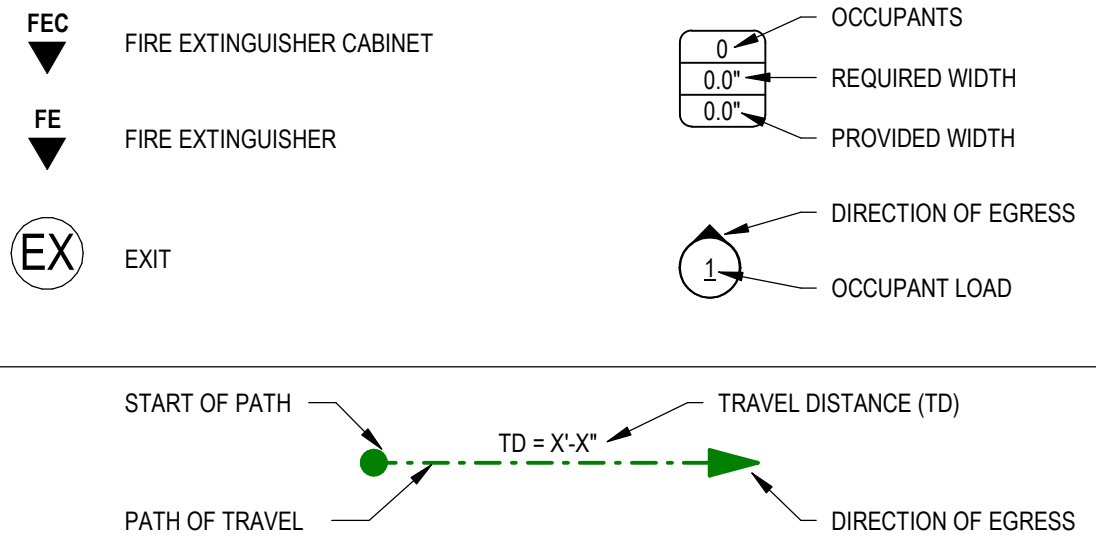 FEC
FIRE EXTINGUISHER CABINET
FE
FIRE EXTINGUISHER
EX
EXIT
0
0.0"
0.0"
OCCUPANTS
REQUIRED WIDTH
PROVIDED WIDTH
1
DIRECTION OF EGRESS
OCCUPANT LOAD
START OF PATH
TRAVEL DISTANCE (TD)
TD = X'-X"
PATH OF TRAVEL
DIRECTION OF EGRESS